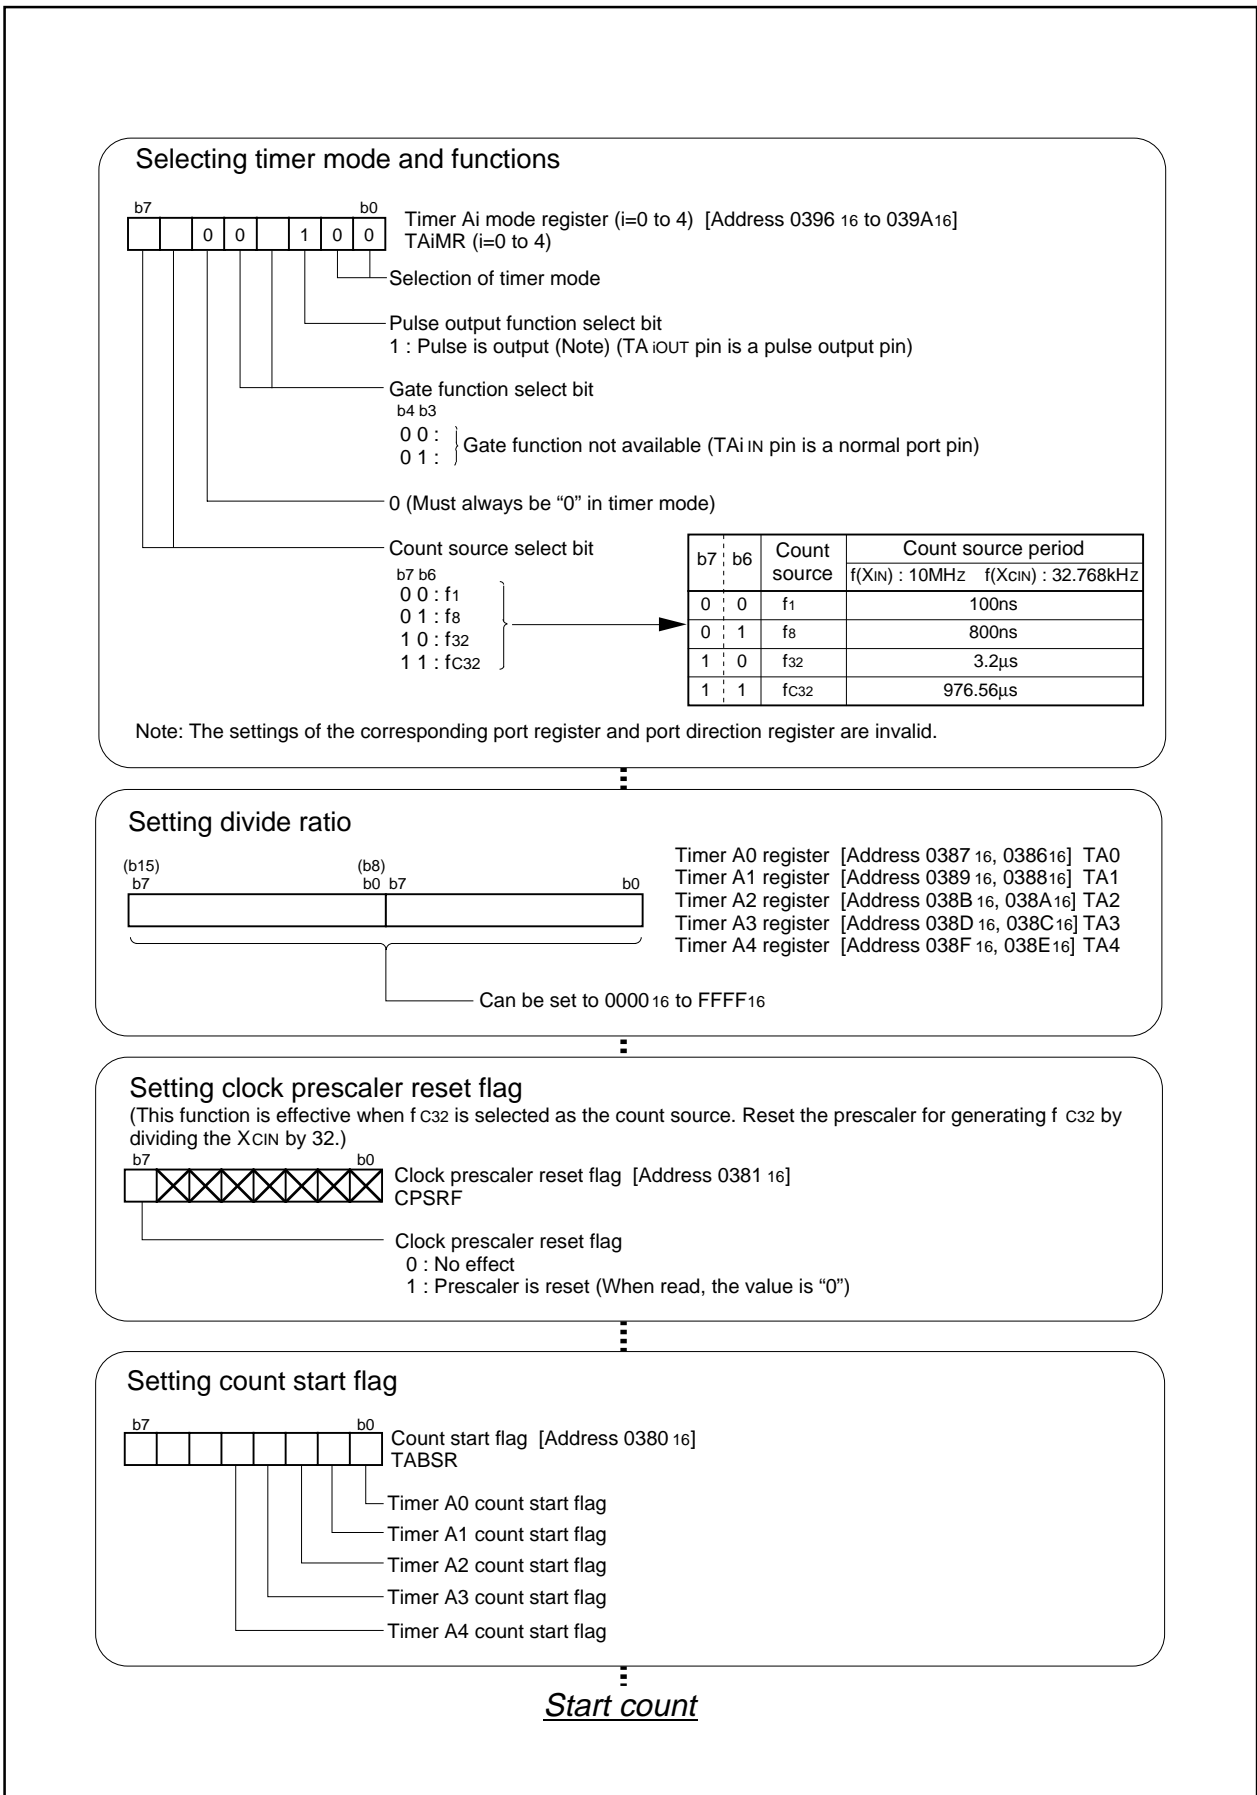 Selecting timer mode and functions
b7 b0
0 0 1 0 0
Timer Ai mode register (i=0 to 4) [Address 0396 16 to 039A16]
TAiMR (i=0 to 4)
Selection of timer mode
Pulse output function select bit
1 : Pulse is output (Note) (TA iOUT pin is a pulse output pin)
Gate function select bit
b4 b3
0 0 :
0 1 :
Gate function not available (TAi IN pin is a normal port pin)
0 (Must always be “0” in timer mode)
Count source select bit
b7 b6
0 0 : f1
0 1 : f8
1 0 : f32
1 1 : fC32
b7 b6 Count source Count source period
f(XIN) : 10MHZ f(XCIN) : 32.768kHZ
0 0 f1 100ns
0 1 f8 800ns
1 0 f32 3.2µs
1 1 fC32 976.56µs
Note: The settings of the corresponding port register and port direction register are invalid.
Setting divide ratio
(b15) (b8)
b7 b0 b7 b0
Timer A0 register [Address 0387 16, 038616] TA0
Timer A1 register [Address 0389 16, 038816] TA1
Timer A2 register [Address 038B 16, 038A16] TA2
Timer A3 register [Address 038D 16, 038C16] TA3
Timer A4 register [Address 038F 16, 038E16] TA4
Can be set to 0000 16 to FFFF16
Setting clock prescaler reset flag
(This function is effective when f C32 is selected as the count source. Reset the prescaler for generating f C32 by
dividing the XCIN by 32.)
b7 b0
Clock prescaler reset flag [Address 0381 16]
CPSRF
Clock prescaler reset flag
0 : No effect
1 : Prescaler is reset (When read, the value is “0”)
Setting count start flag
b7 b0
Count start flag [Address 0380 16]
TABSR
Timer A0 count start flag
Timer A1 count start flag
Timer A2 count start flag
Timer A3 count start flag
Timer A4 count start flag
Start count